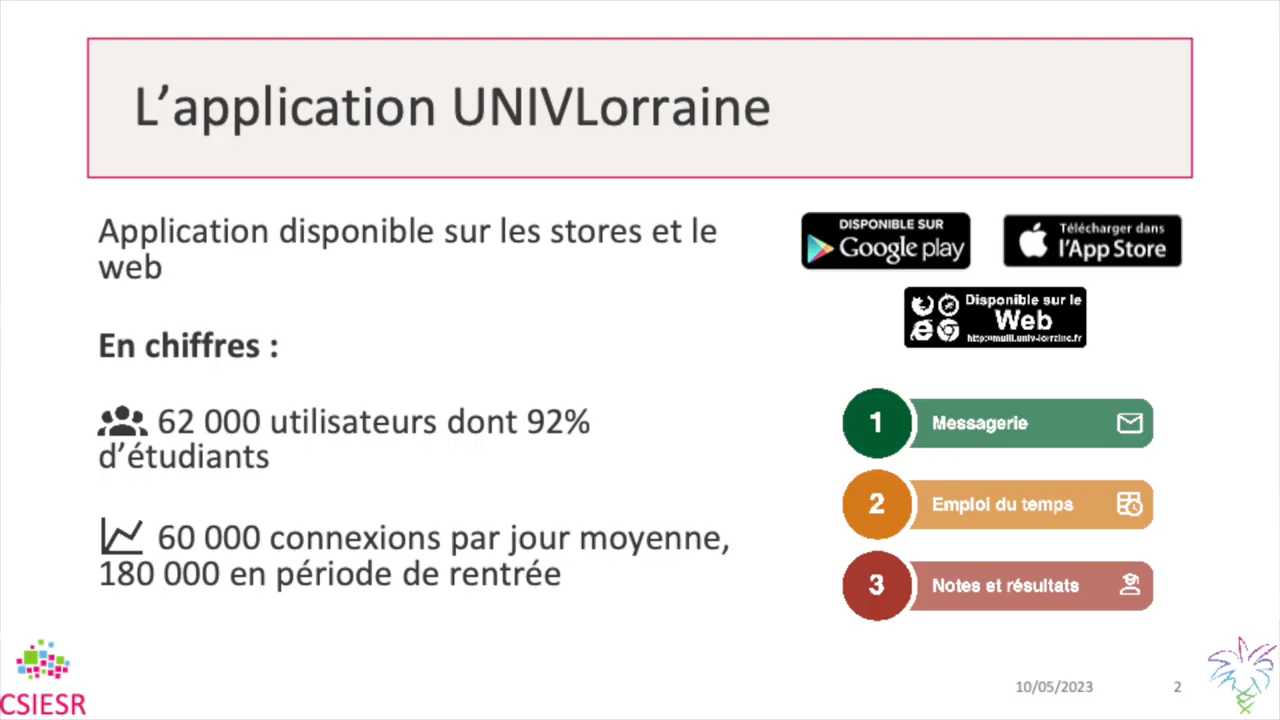 L’application UNIVLorraine
Application disponible sur les stores et le
web
En chiffres :
62 000 utilisateurs dont 92%
d’étudiants
60 000 connexions par jour moyenne,
180 000 en période de rentrée
DISPONIBLE SUR
Google play
Télécharger dans
l’App Store
Disponible sur le
Web
1
Messagerie
2
Emploi du temps
3
Notes et résultats
CSIESR
10/05/2023
2